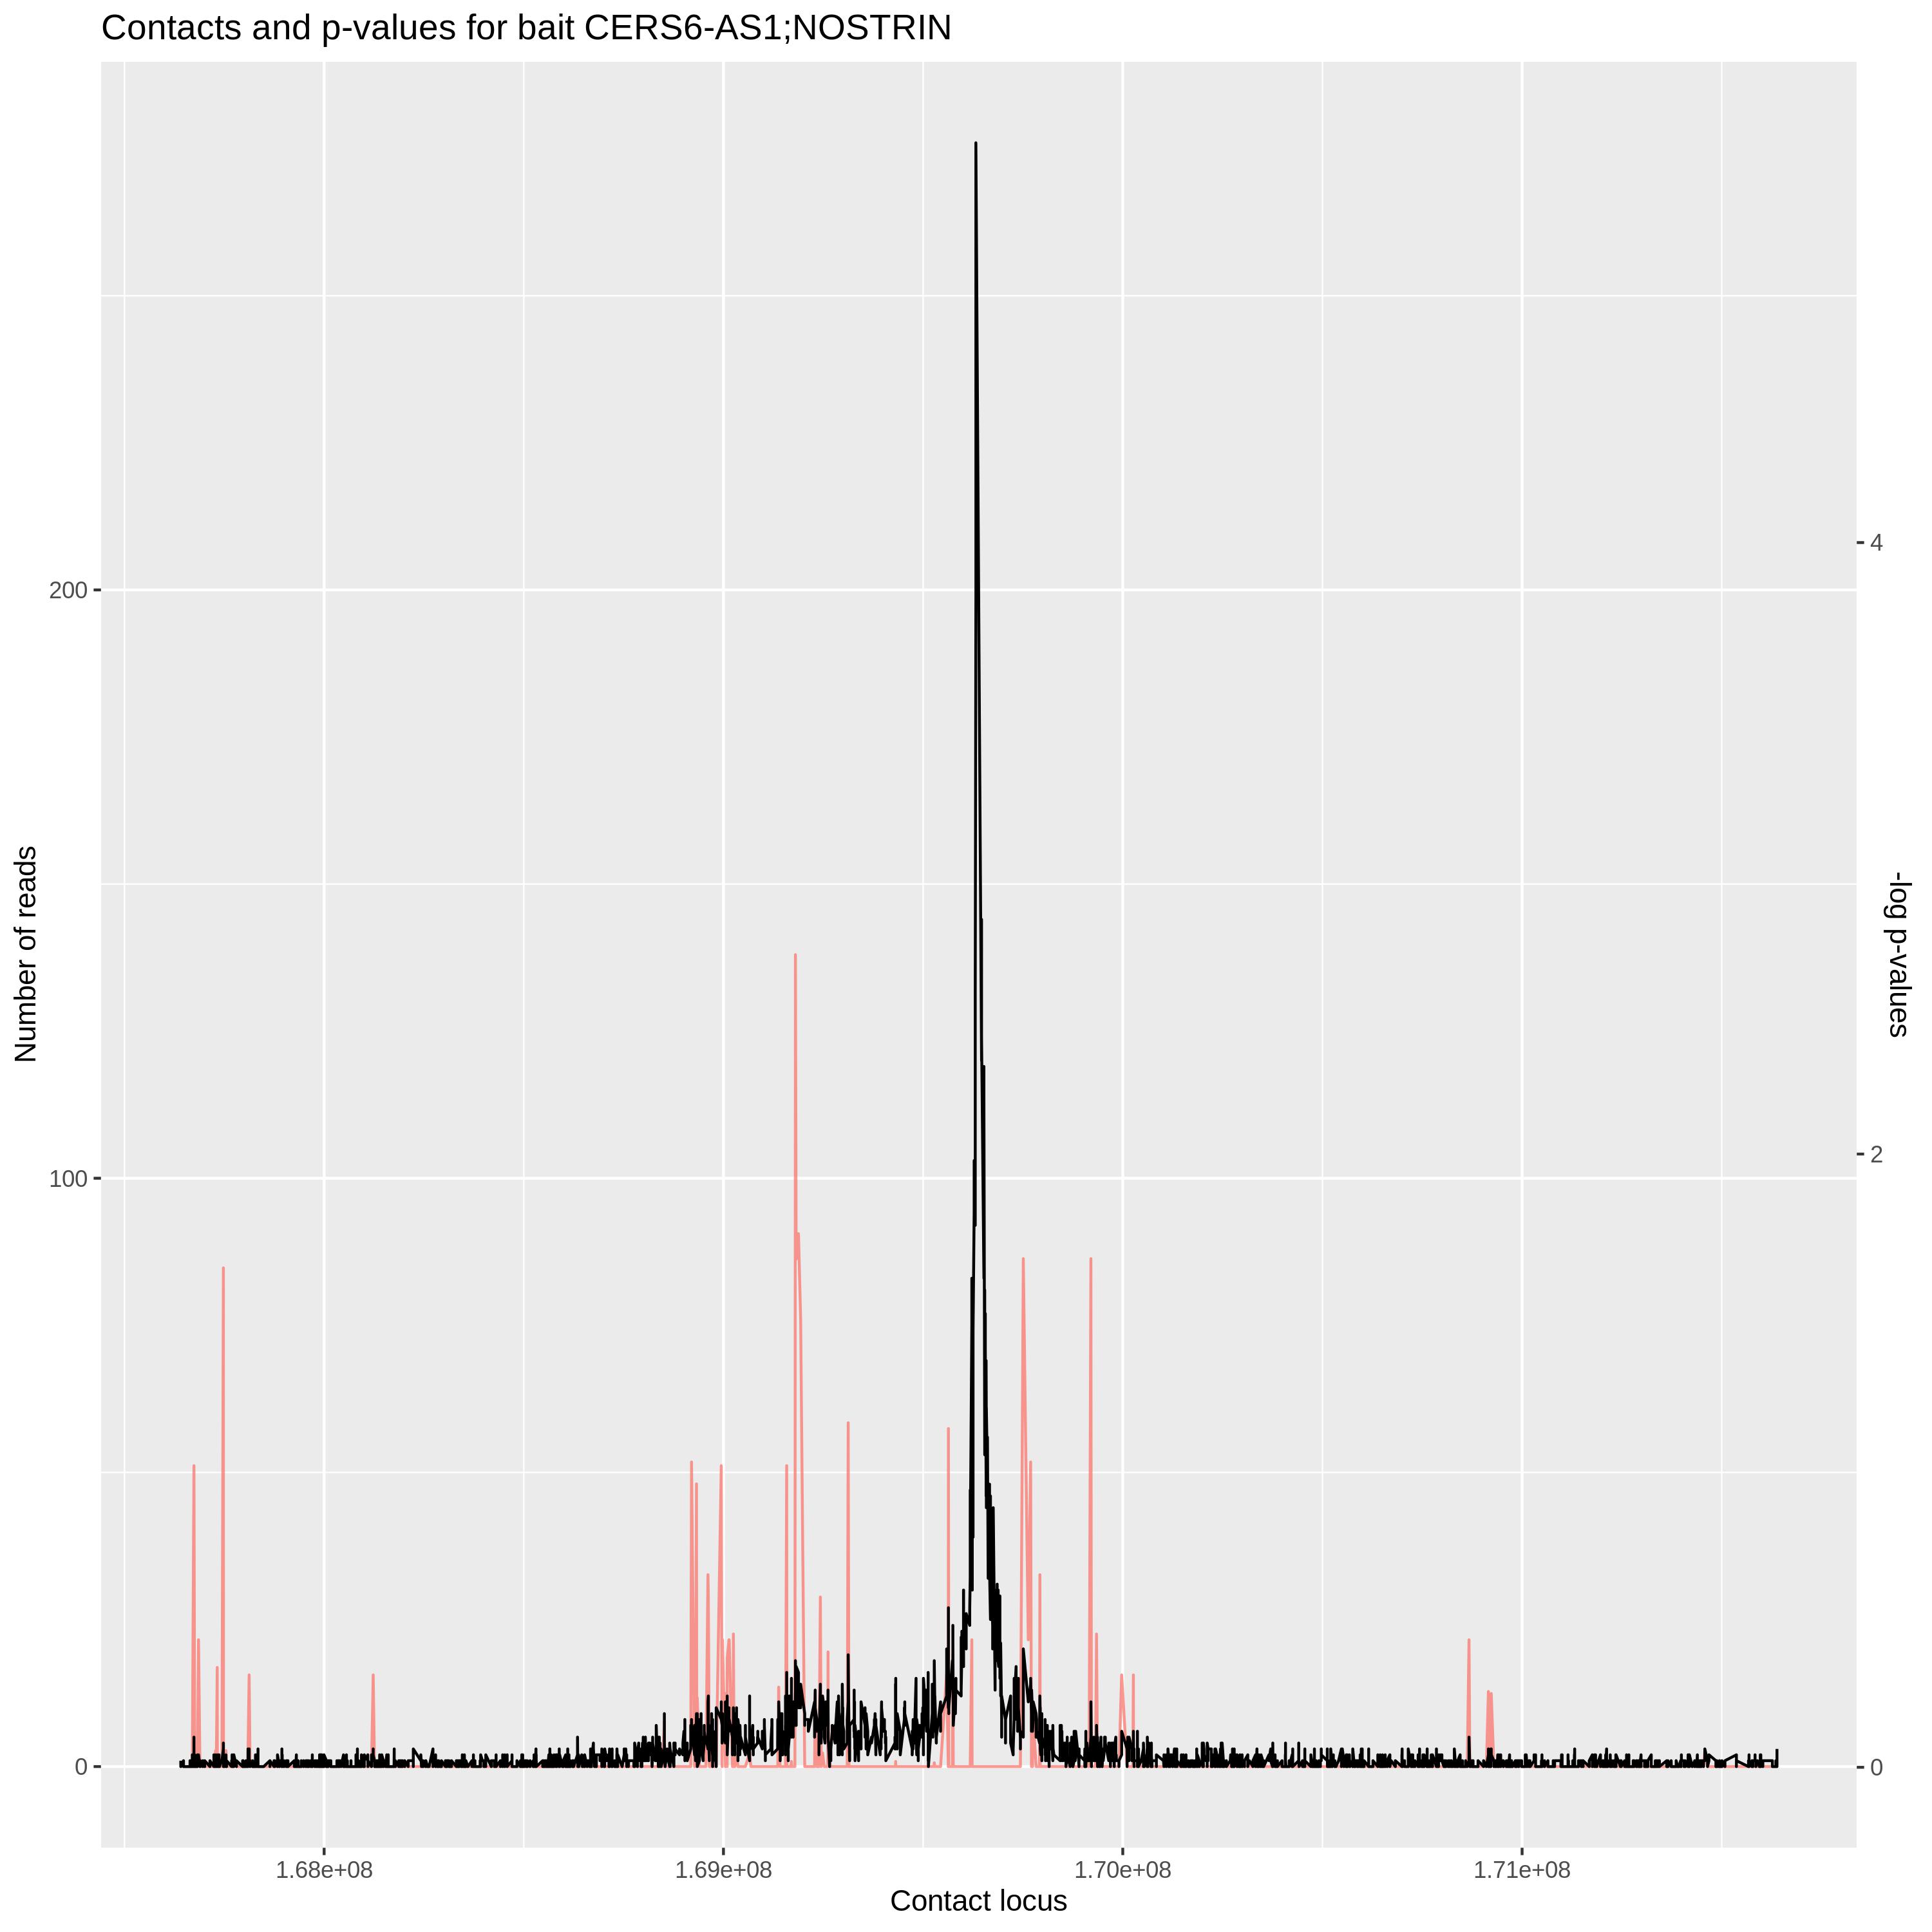 Contacts and p-values for bait CERS6-AS1;NOSTRIN
Number of reads
200
100
0
4
2
0
-log p-values
1.68e+08
1.69e+08
1.70e+08
1.71e+08
Contact locus